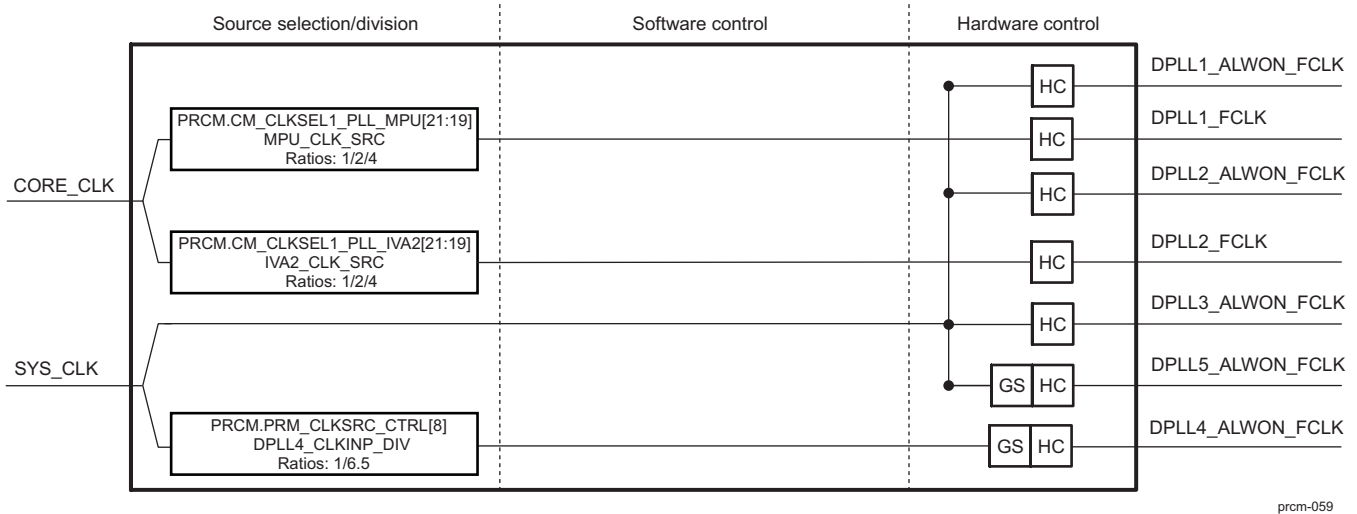 Source selection/division
Software control
Hardware control
DPLL1_ALWON_FCLK
HC
PRCM.CM_CLKSEL1_PLL_MPU[21:19]
MPU_CLK_SRC
Ratios: 1/2/4
DPLL1_FCLK
HC
CORE_CLK
DPLL2_ALWON_FCLK
HC
PRCM.CM_CLKSEL1_PLL_IVA2[21:19]
IVA2_CLK_SRC
Ratios: 1/2/4
DPLL2_FCLK
HC
DPLL3_ALWON_FCLK
HC
SYS_CLK
DPLL5_ALWON_FCLK
GS HC
PRCM.PRM_CLKSRC_CTRL[8]
DPLL4_CLKINP_DIV
Ratios: 1/6.5
DPLL4_ALWON_FCLK
GS HC
prcm-059